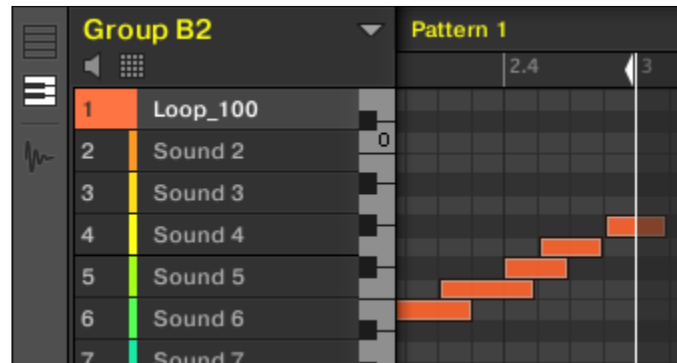 Group B2
Pattern 1
2.4 3
1 Loop_100
0
2 Sound 2
3 Sound 3
4 Sound 4
5 Sound 5
6 Sound 6
7 Sound 7